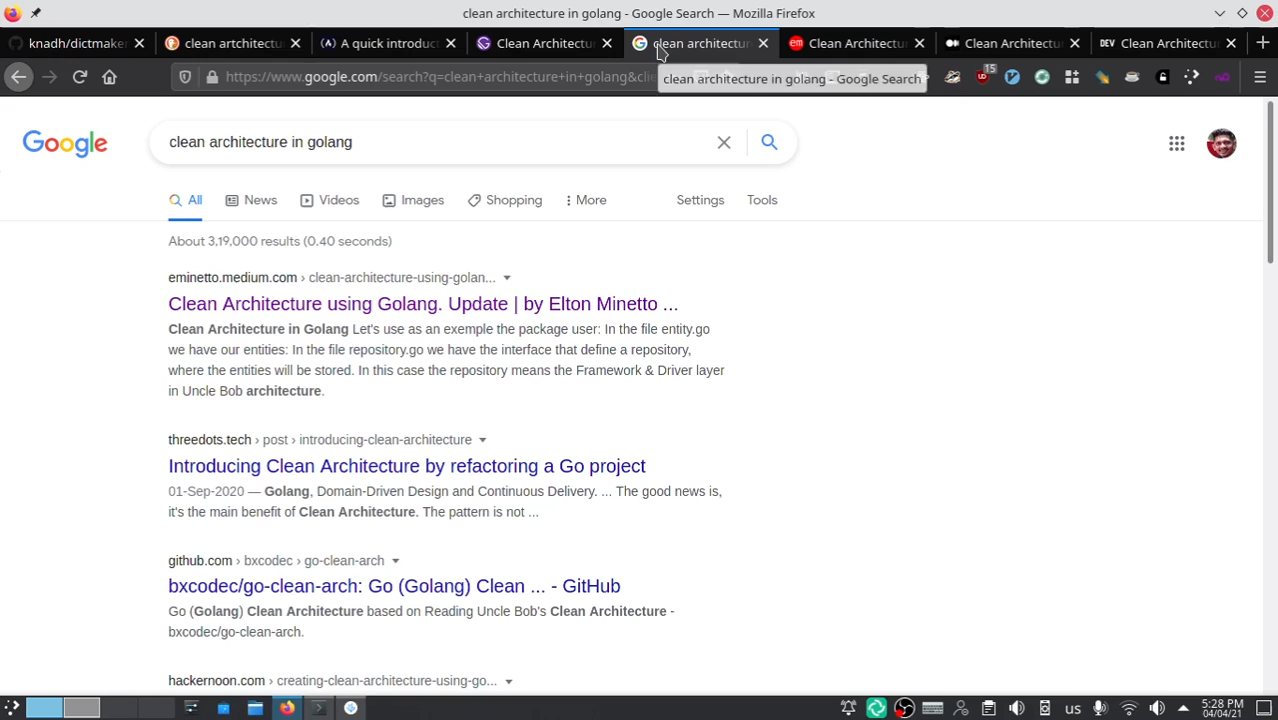 clean architecture in golang - Google Search — Mozilla Firefox
knadh/dictmaker
clean artchitecture
A quick introduct
Clean Architectur
clean architectur
Clean Architectur
Clean Architectur
Clean Architectur
https://www.google.com/search?q=clean+architecture+in+golang&clie
clean architecture in golang - Google Search
15
Google
clean architecture in golang
All
News
Videos
Images
Shopping
More
Settings
Tools
About 3,19,000 results (0.40 seconds)
eminetto.medium.com › clean-architecture-using-golan...
Clean Architecture using Golang. Update | by Elton Minetto ...
Clean Architecture in Golang Let's use as an exemple the package user: In the file entity.go
we have our entities: In the file repository.go we have the interface that define a repository,
where the entities will be stored. In this case the repository means the Framework & Driver layer
in Uncle Bob architecture.
threedots.tech › post › introducing-clean-architecture
Introducing Clean Architecture by refactoring a Go project
01-Sep-2020 — Golang, Domain-Driven Design and Continuous Delivery. ... The good news is,
it's the main benefit of Clean Architecture. The pattern is not ...
github.com › bxcodec › go-clean-arch
bxcodec/go-clean-arch: Go (Golang) Clean ... - GitHub
Go (Golang) Clean Architecture based on Reading Uncle Bob's Clean Architecture -
bxcodec/go-clean-arch.
hackernoon.com › creating-clean-architecture-using-go...
us
5:28 PM
04/04/21